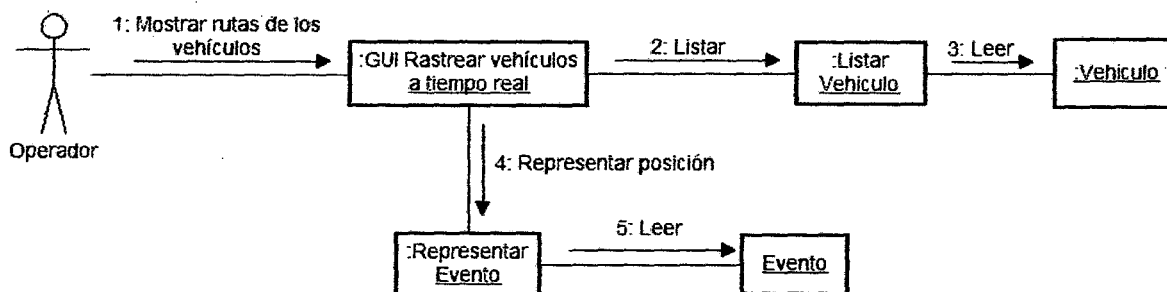 1: Mostrar rutas de los
vehículos
Operador
:GUI Rastrear vehículos
a tiempo real
2: Listar
:Listar
Vehiculo
3: Leer
:Vehiculo
4: Representar posición
:Representar
Evento
5: Leer
Evento